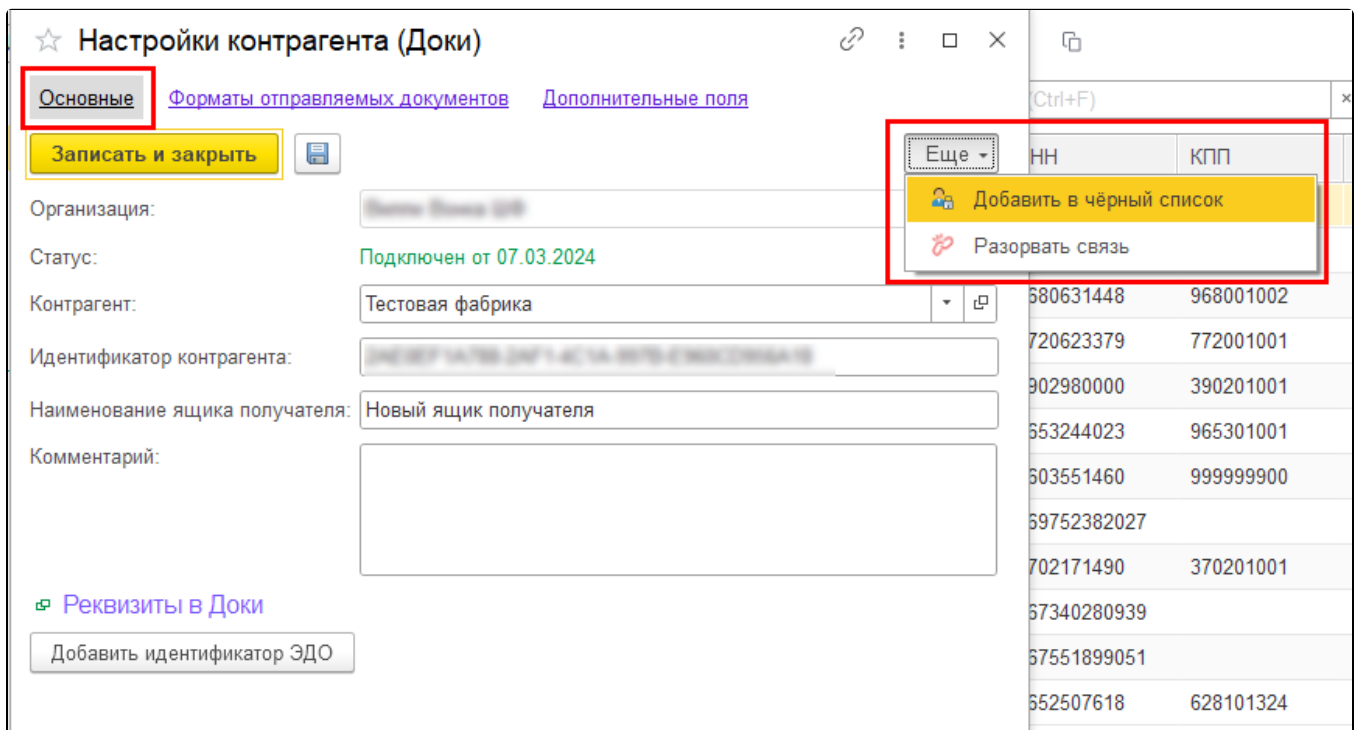 Настройки контрагента (Доки)
Основные Форматы отправляемых документов Дополнительные поля
(Ctrl+F)
Записать и закрыть
Еще
НН КПП
Добавить в чёрный список
Разорвать связь
Организация:
Статус: Подключен от 07.03.2024
Контрагент: Тестовая фабрика
680631448 968001002
720623379 772001001
Идентификатор контрагента:
902980000 390201001
Наименование ящика получателя: Новый ящик получателя
653244023 965301001
Комментарий:
603551460 999999900
69752382027
702171490 370201001
Реквизиты в Доки
67340280939
Добавить идентификатор ЭДО
67551899051
652507618 628101324